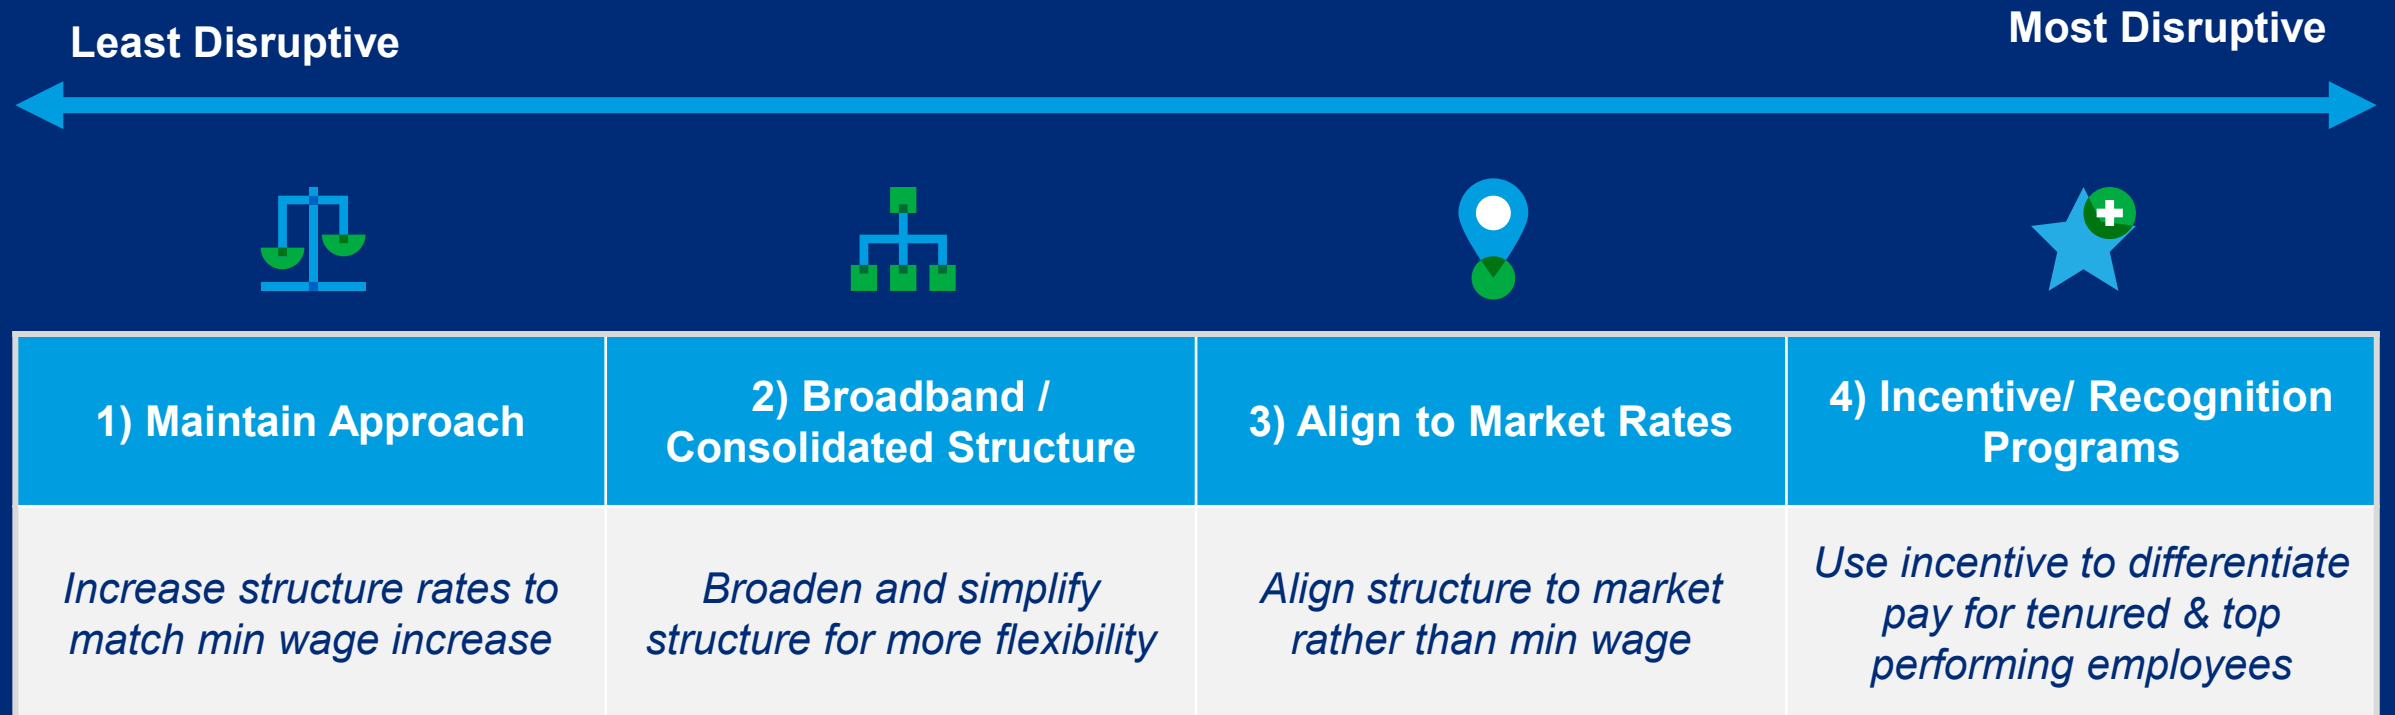 Least Disruptive
Most Disruptive
1) Maintain Approach
2) Broadband /
Consolidated Structure
3) Align to Market Rates
4) Incentive/ Recognition
Programs
Increase structure rates to
match min wage increase
Broaden and simplify
structure for more flexibility
Align structure to market
rather than min wage
Use incentive to differentiate
pay for tenured & top
performing employees